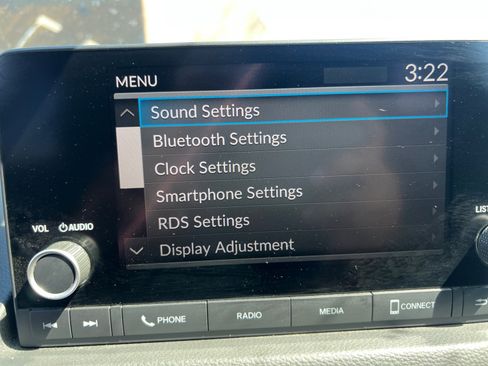 MENU 3:22
Sound Settings
Bluetooth Settings
Clock Settings
Smartphone Settings
RDS Settings
Display Adjustment
VOL AUDIO
LIST
PHONE RADIO MEDIA CONNECT